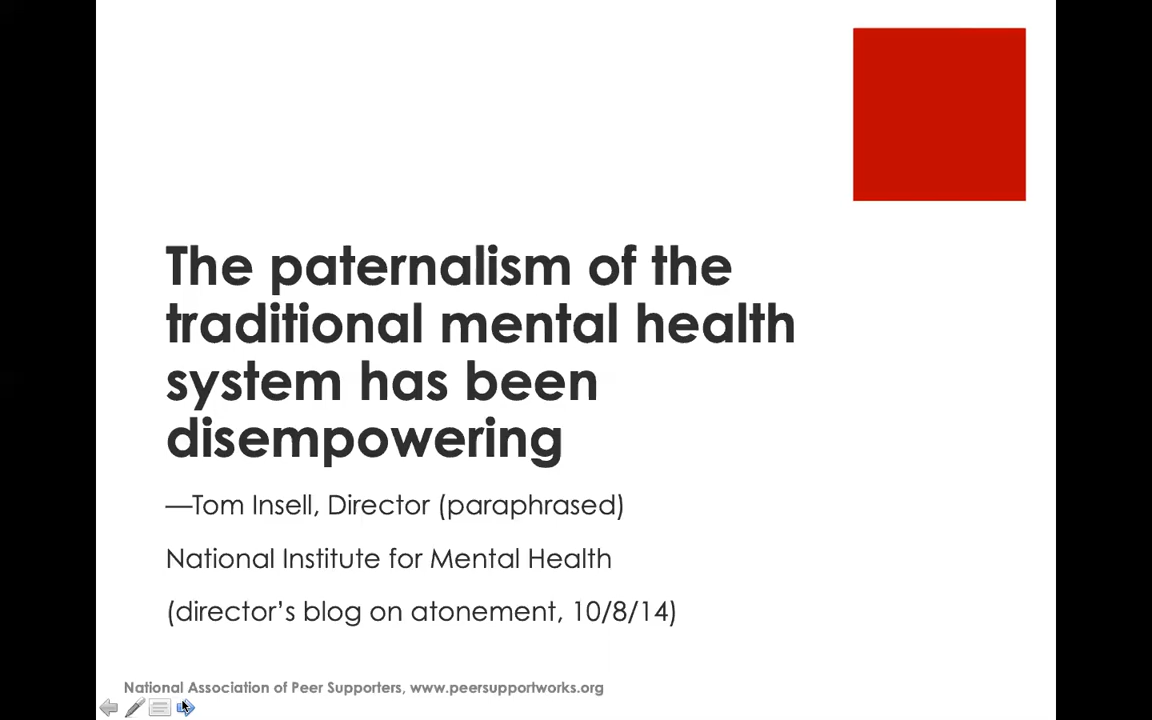 The paternalism of the
traditional mental health
system has been
disempowering
—Tom Insell, Director (paraphrased)
National Institute for Mental Health
(director’s blog on atonement, 10/8/14)
National Association of Peer Supporters, www.peersupportworks.org